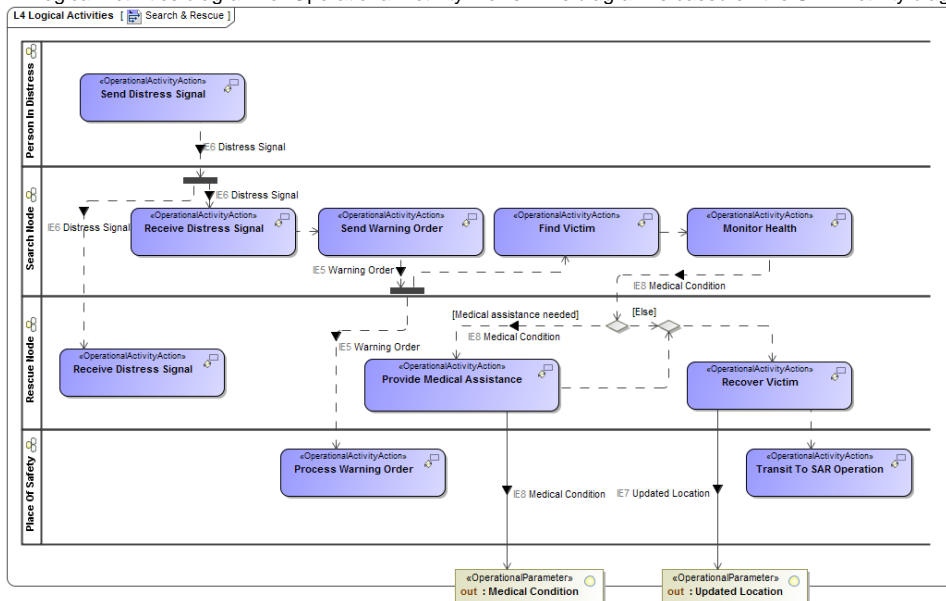 L4 Logical Activities [ Search & Rescue ]
Person In Distress
«OperationalActivityAction»
Send Distress Signal
IE6 Distress Signal
Search Node
IE6 Distress Signal
IE6 Distress Signal
«OperationalActivityAction»
Receive Distress Signal
«OperationalActivityAction»
Send Warning Order
«OperationalActivityAction»
Find Victim
«OperationalActivityAction»
Monitor Health
IE5 Warning Order
IE8 Medical Condition
Rescue Node
[Medical assistance needed]
[Else]
IE8 Medical Condition
IE5 Warning Order
«OperationalActivityAction»
Receive Distress Signal
«OperationalActivityAction»
Provide Medical Assistance
«OperationalActivityAction»
Recover Victim
Place Of Safety
«OperationalActivityAction»
Process Warning Order
«OperationalActivityAction»
Transit To SAR Operation
IE8 Medical Condition
IE7 Updated Location
«OperationalParameter»
out : Medical Condition
«OperationalParameter»
out : Updated Location